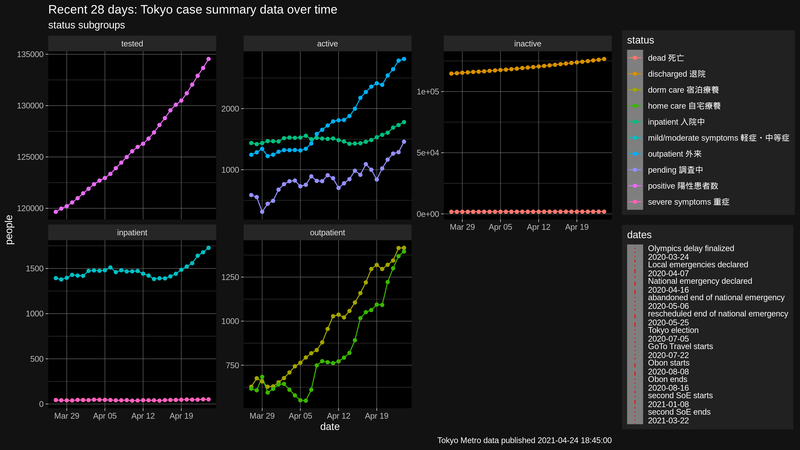 Recent 28 days: Tokyo case summary data over time
status subgroups
tested
active
inactive
135000
130000
125000
120000
2000
1000
1e+05
5e+04
0e+00
Mar 29
Apr 05
Apr 12
Apr 19
inpatient
outpatient
1500
1000
500
0
1250
1000
750
Mar 29
Apr 05
Apr 12
Apr 19
Mar 29
Apr 05
Apr 12
Apr 19
people
date
status
dead 死亡
discharged 退院
dorm care 宿泊療養
home care 自宅療養
inpatient 入院中
mild/moderate symptoms 軽症・中等症
outpatient 外来
pending 調査中
positive 陽性患者数
severe symptoms 重症
dates
Olympics delay finalized
2020-03-24
Local emergencies declared
2020-04-07
National emergency declared
2020-04-16
abandoned end of national emergency
2020-05-06
rescheduled end of national emergency
2020-05-25
Tokyo election
2020-07-05
GoTo Travel starts
2020-07-22
Obon starts
2020-08-08
Obon ends
2020-08-16
second SoE starts
2021-01-08
second SoE ends
2021-03-22
Tokyo Metro data published 2021-04-24 18:45:00